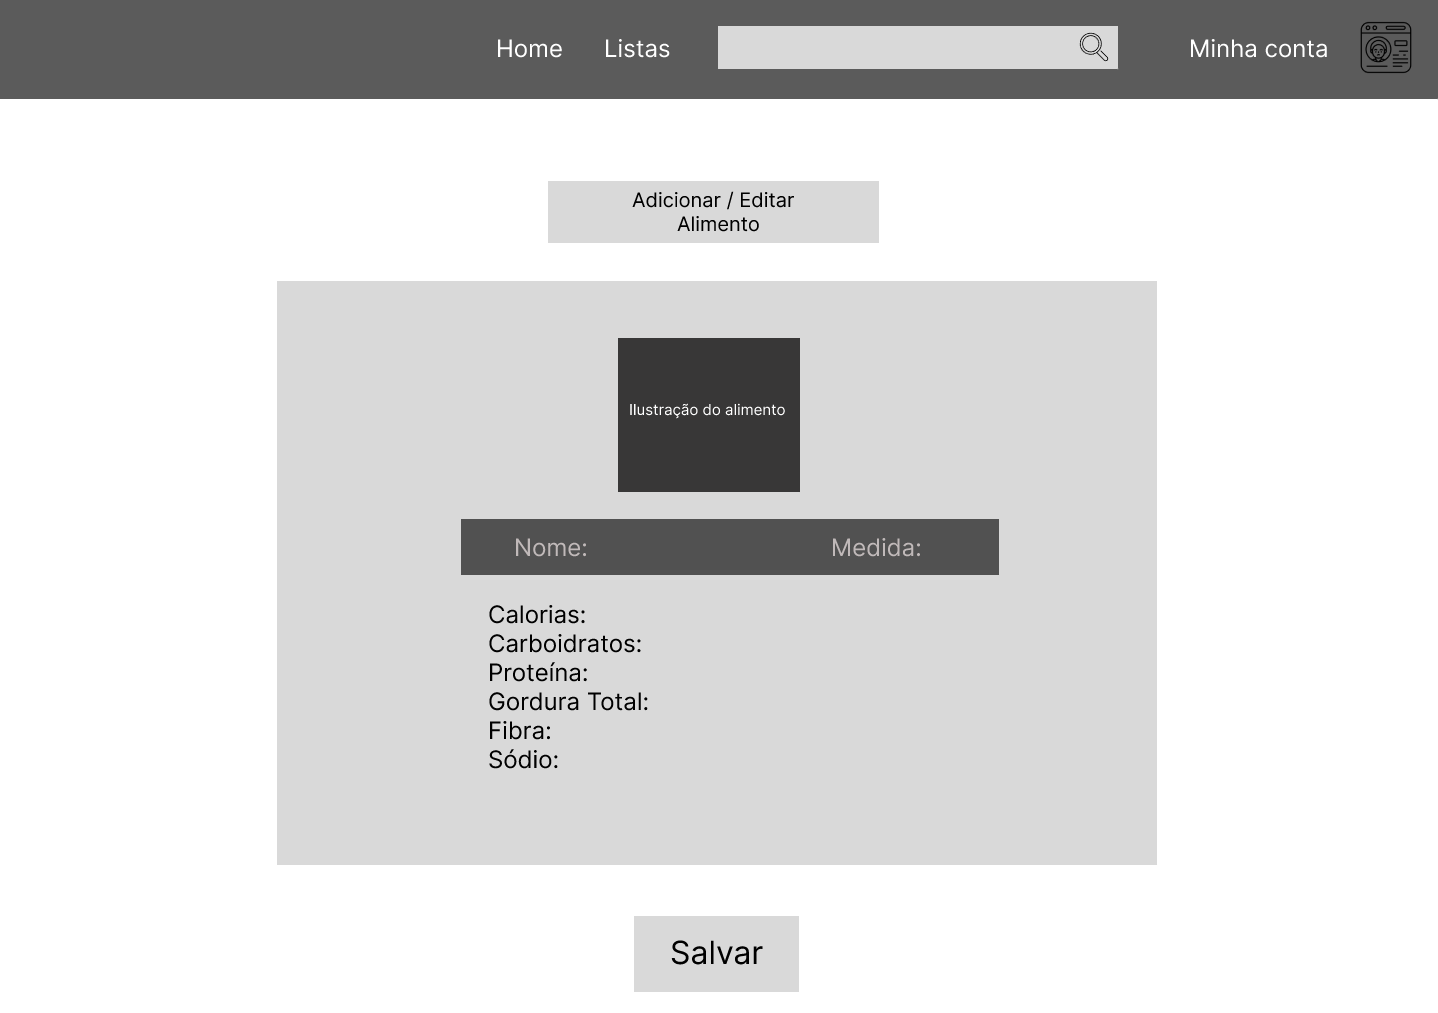 Home Listas Minha conta
Adicionar / Editar
Alimento
Ilustração do alimento
Nome: Medida:
Calorias:
Carboidratos:
Proteína:
Gordura Total:
Fibra:
Sódio:
Salvar